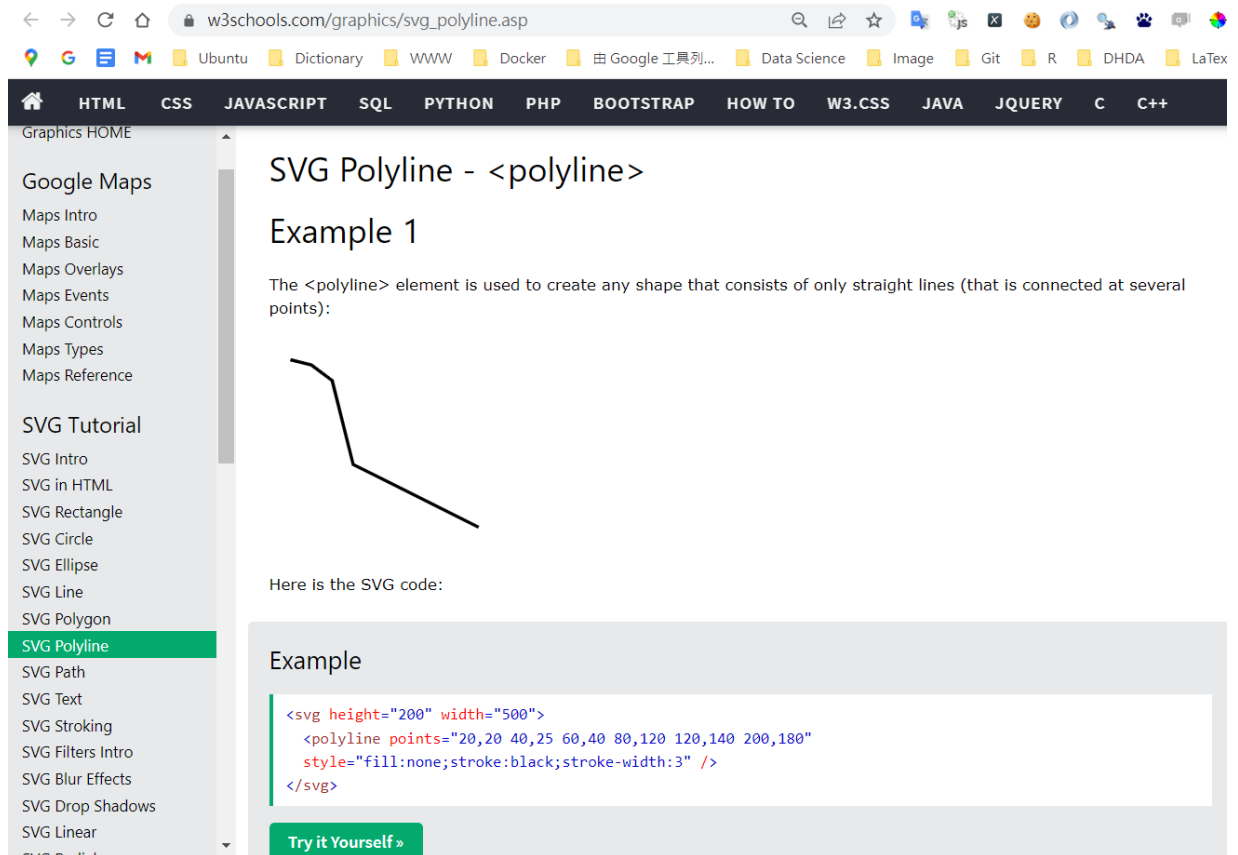 w3schools.com/graphics/svg_polyline.asp
Ubuntu Dictionary WWW Docker 由 Google 工具列... Data Science Image Git R DHDA LaTex
HTML CSS JAVASCRIPT SQL PYTHON PHP BOOTSTRAP HOW TO W3.CSS JAVA JQUERY C C++
Graphics HOME
Google Maps
Maps Intro
Maps Basic
Maps Overlays
Maps Events
Maps Controls
Maps Types
Maps Reference
SVG Tutorial
SVG Intro
SVG in HTML
SVG Rectangle
SVG Circle
SVG Ellipse
SVG Line
SVG Polygon
SVG Polyline
SVG Path
SVG Text
SVG Stroking
SVG Filters Intro
SVG Blur Effects
SVG Drop Shadows
SVG Linear
SVG Polyline - <polyline>
Example 1
The <polyline> element is used to create any shape that consists of only straight lines (that is connected at several
points):
Here is the SVG code:
Example
<svg height="200" width="500">
<polyline points="20,20 40,25 60,40 80,120 120,140 200,180"
style="fill:none;stroke:black;stroke-width:3" />
</svg>
Try it Yourself »